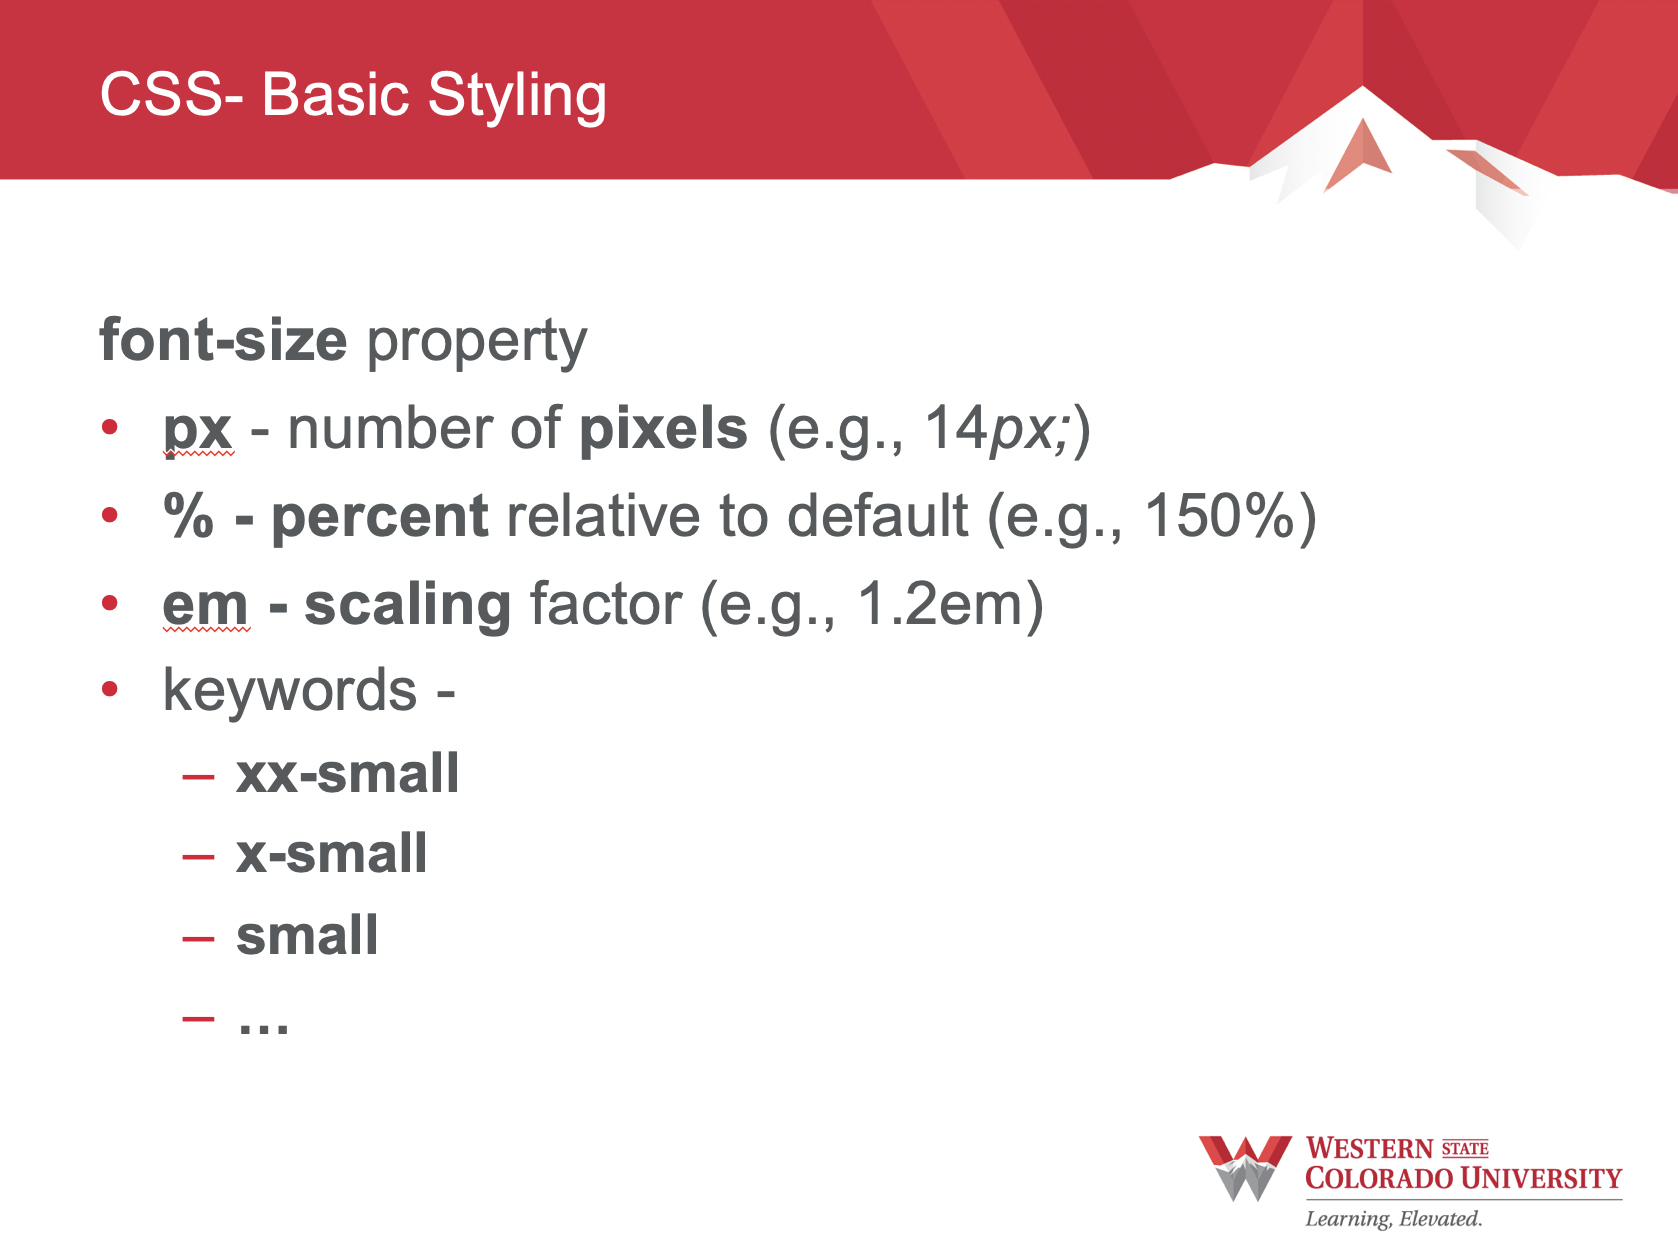 CSS- Basic Styling
font-size property
• px - number of pixels (e.g., 14px;)
• % - percent relative to default (e.g., 150%)
• em - scaling factor (e.g., 1.2em)
• keywords -
– xx-small
– x-small
– small
– ...
WESTERN STATE
COLORADO UNIVERSITY
Learning, Elevated.